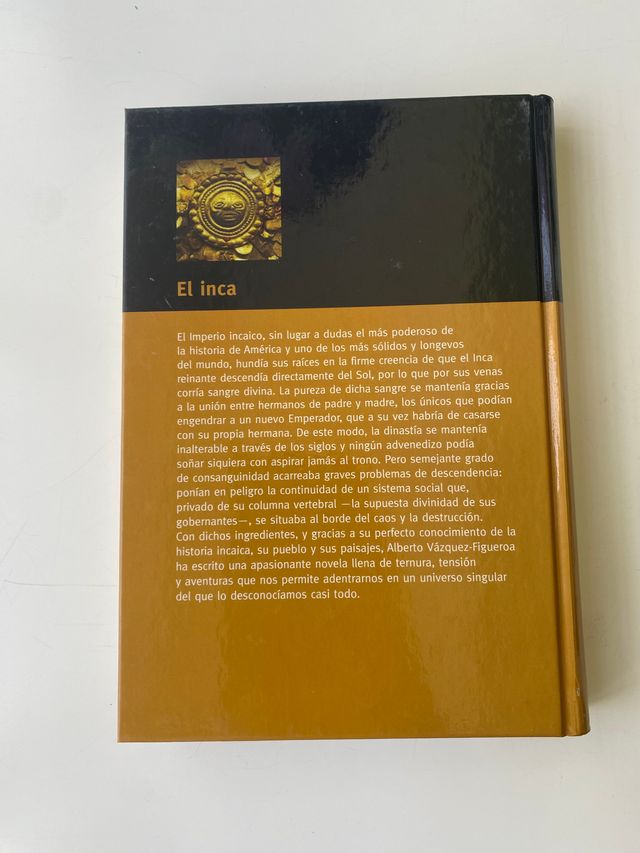 El inca
El Imperio incaico, sin lugar a dudas el más poderoso de
la historia de América y uno de los más sólidos y longevos
del mundo, hundía sus raíces en la firme creencia de que el Inca
reinante descendía directamente del Sol, por lo que por sus venas
corría sangre divina. La pureza de dicha sangre se mantenía gracias
a la unión entre hermanos de padre y madre, los únicos que podían
engendrar a un nuevo Emperador, que a su vez habría de casarse
con su propia hermana. De este modo, la dinastía se mantenía
inalterable a través de los siglos y ningún advenedizo podía
soñar siquiera con aspirar jamás al trono. Pero semejante grado
de consanguinidad acarreaba graves problemas de descendencia:
ponían en peligro la continuidad de un sistema social que,
privado de su columna vertebral —la supuesta divinidad de sus
gobernantes—, se situaba al borde del caos y la destrucción.
Con dichos ingredientes, y gracias a su perfecto conocimiento de la
historia incaica, su pueblo y sus paisajes, Alberto Vázquez-Figueroa
ha escrito una apasionante novela llena de ternura, tensión
y aventuras que nos permite adentrarnos en un universo singular
del que lo desconocíamos casi todo.